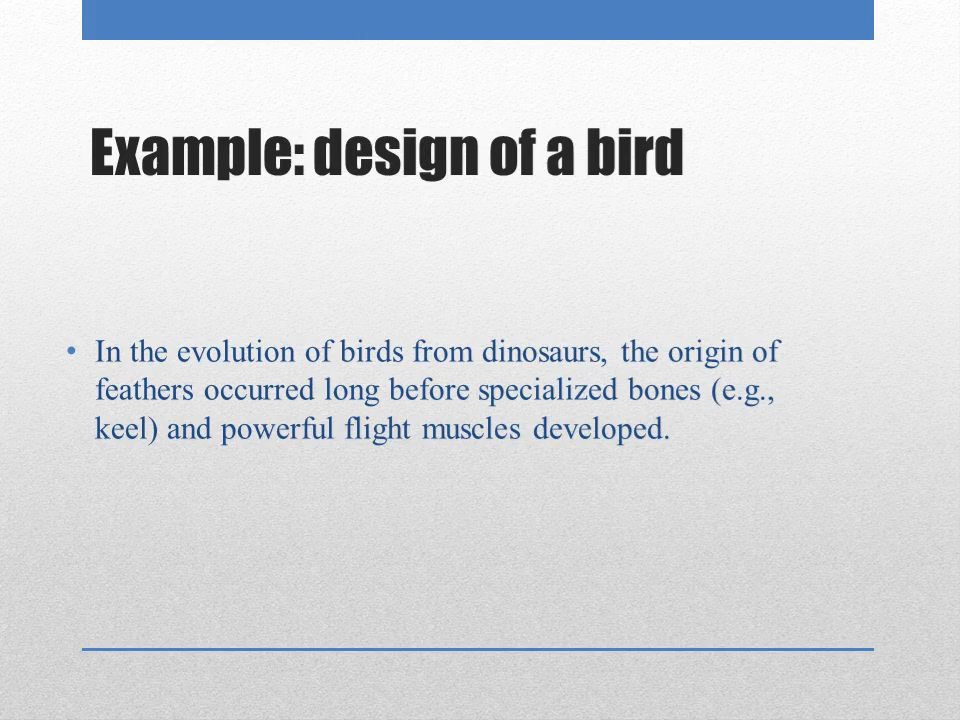 Example: design of a bird
• In the evolution of birds from dinosaurs, the origin of
feathers occurred long before specialized bones (e.g.,
keel) and powerful flight muscles developed.